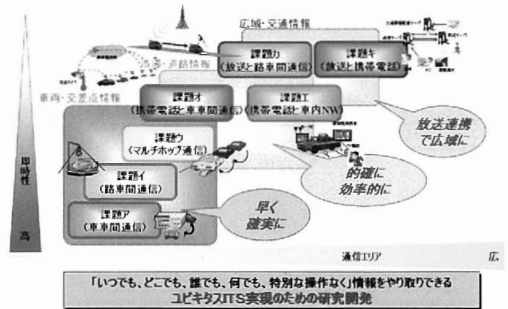 広域・交通情報
課題カ
(放送と路車間通信)
課題キ
(放送と携帯電話)
・道路情報
車両・交差点情報
課題オ
(携帯電話と車車間通信)
課題エ
(携帯電話と車内NW)
放送連携
で広域に
課題ウ
(マルチホップ通信)
的確に
効率的に
課題イ
(路車間通信)
早く
確実に
課題ア
(車車間通信)
即時性
高
通信エリア
広
「いつでも、どこでも、誰でも、何でも、特別な操作なく」情報をやり取りできる
ユビキタスITS実現のための研究開発